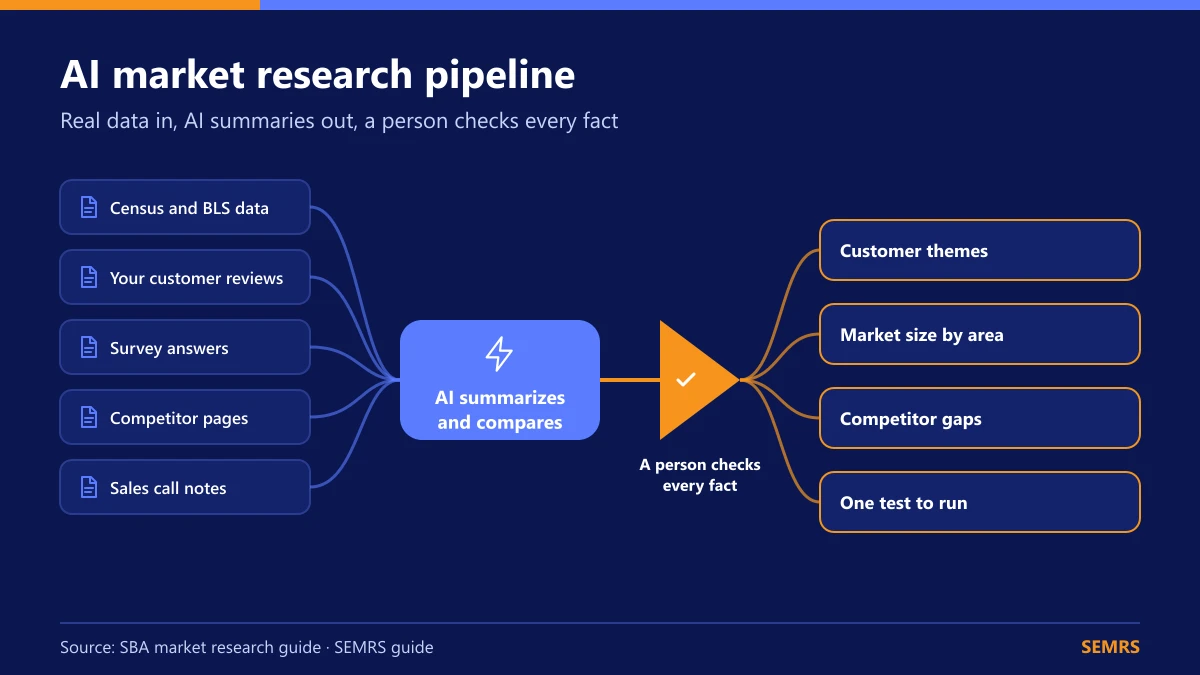 AI market research pipeline
Real data in, AI summaries out, a person checks every fact
Census and BLS data
Your customer reviews
Survey answers
Competitor pages
Sales call notes
AI summarizes
and compares
A person checks
every fact
Customer themes
Market size by area
Competitor gaps
One test to run
Source: SBA market research guide · SEMRS guide
SEMRS